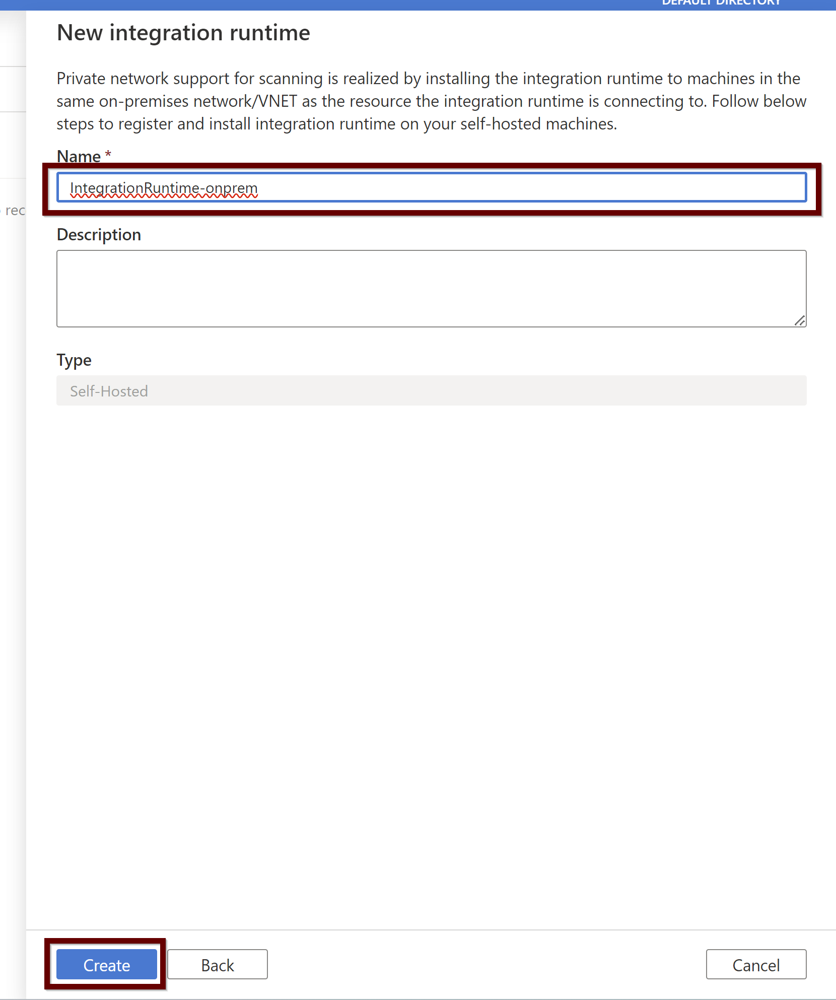 DEFAULT DIRECTORY
New integration runtime
Private network support for scanning is realized by installing the integration runtime to machines in the
same on-premises network/VNET as the resource the integration runtime is connecting to. Follow below
steps to register and install integration runtime on your self-hosted machines.
Name *
IntegrationRuntime-onprem
rec
Description
Type
Self-Hosted
Create
Back
Cancel